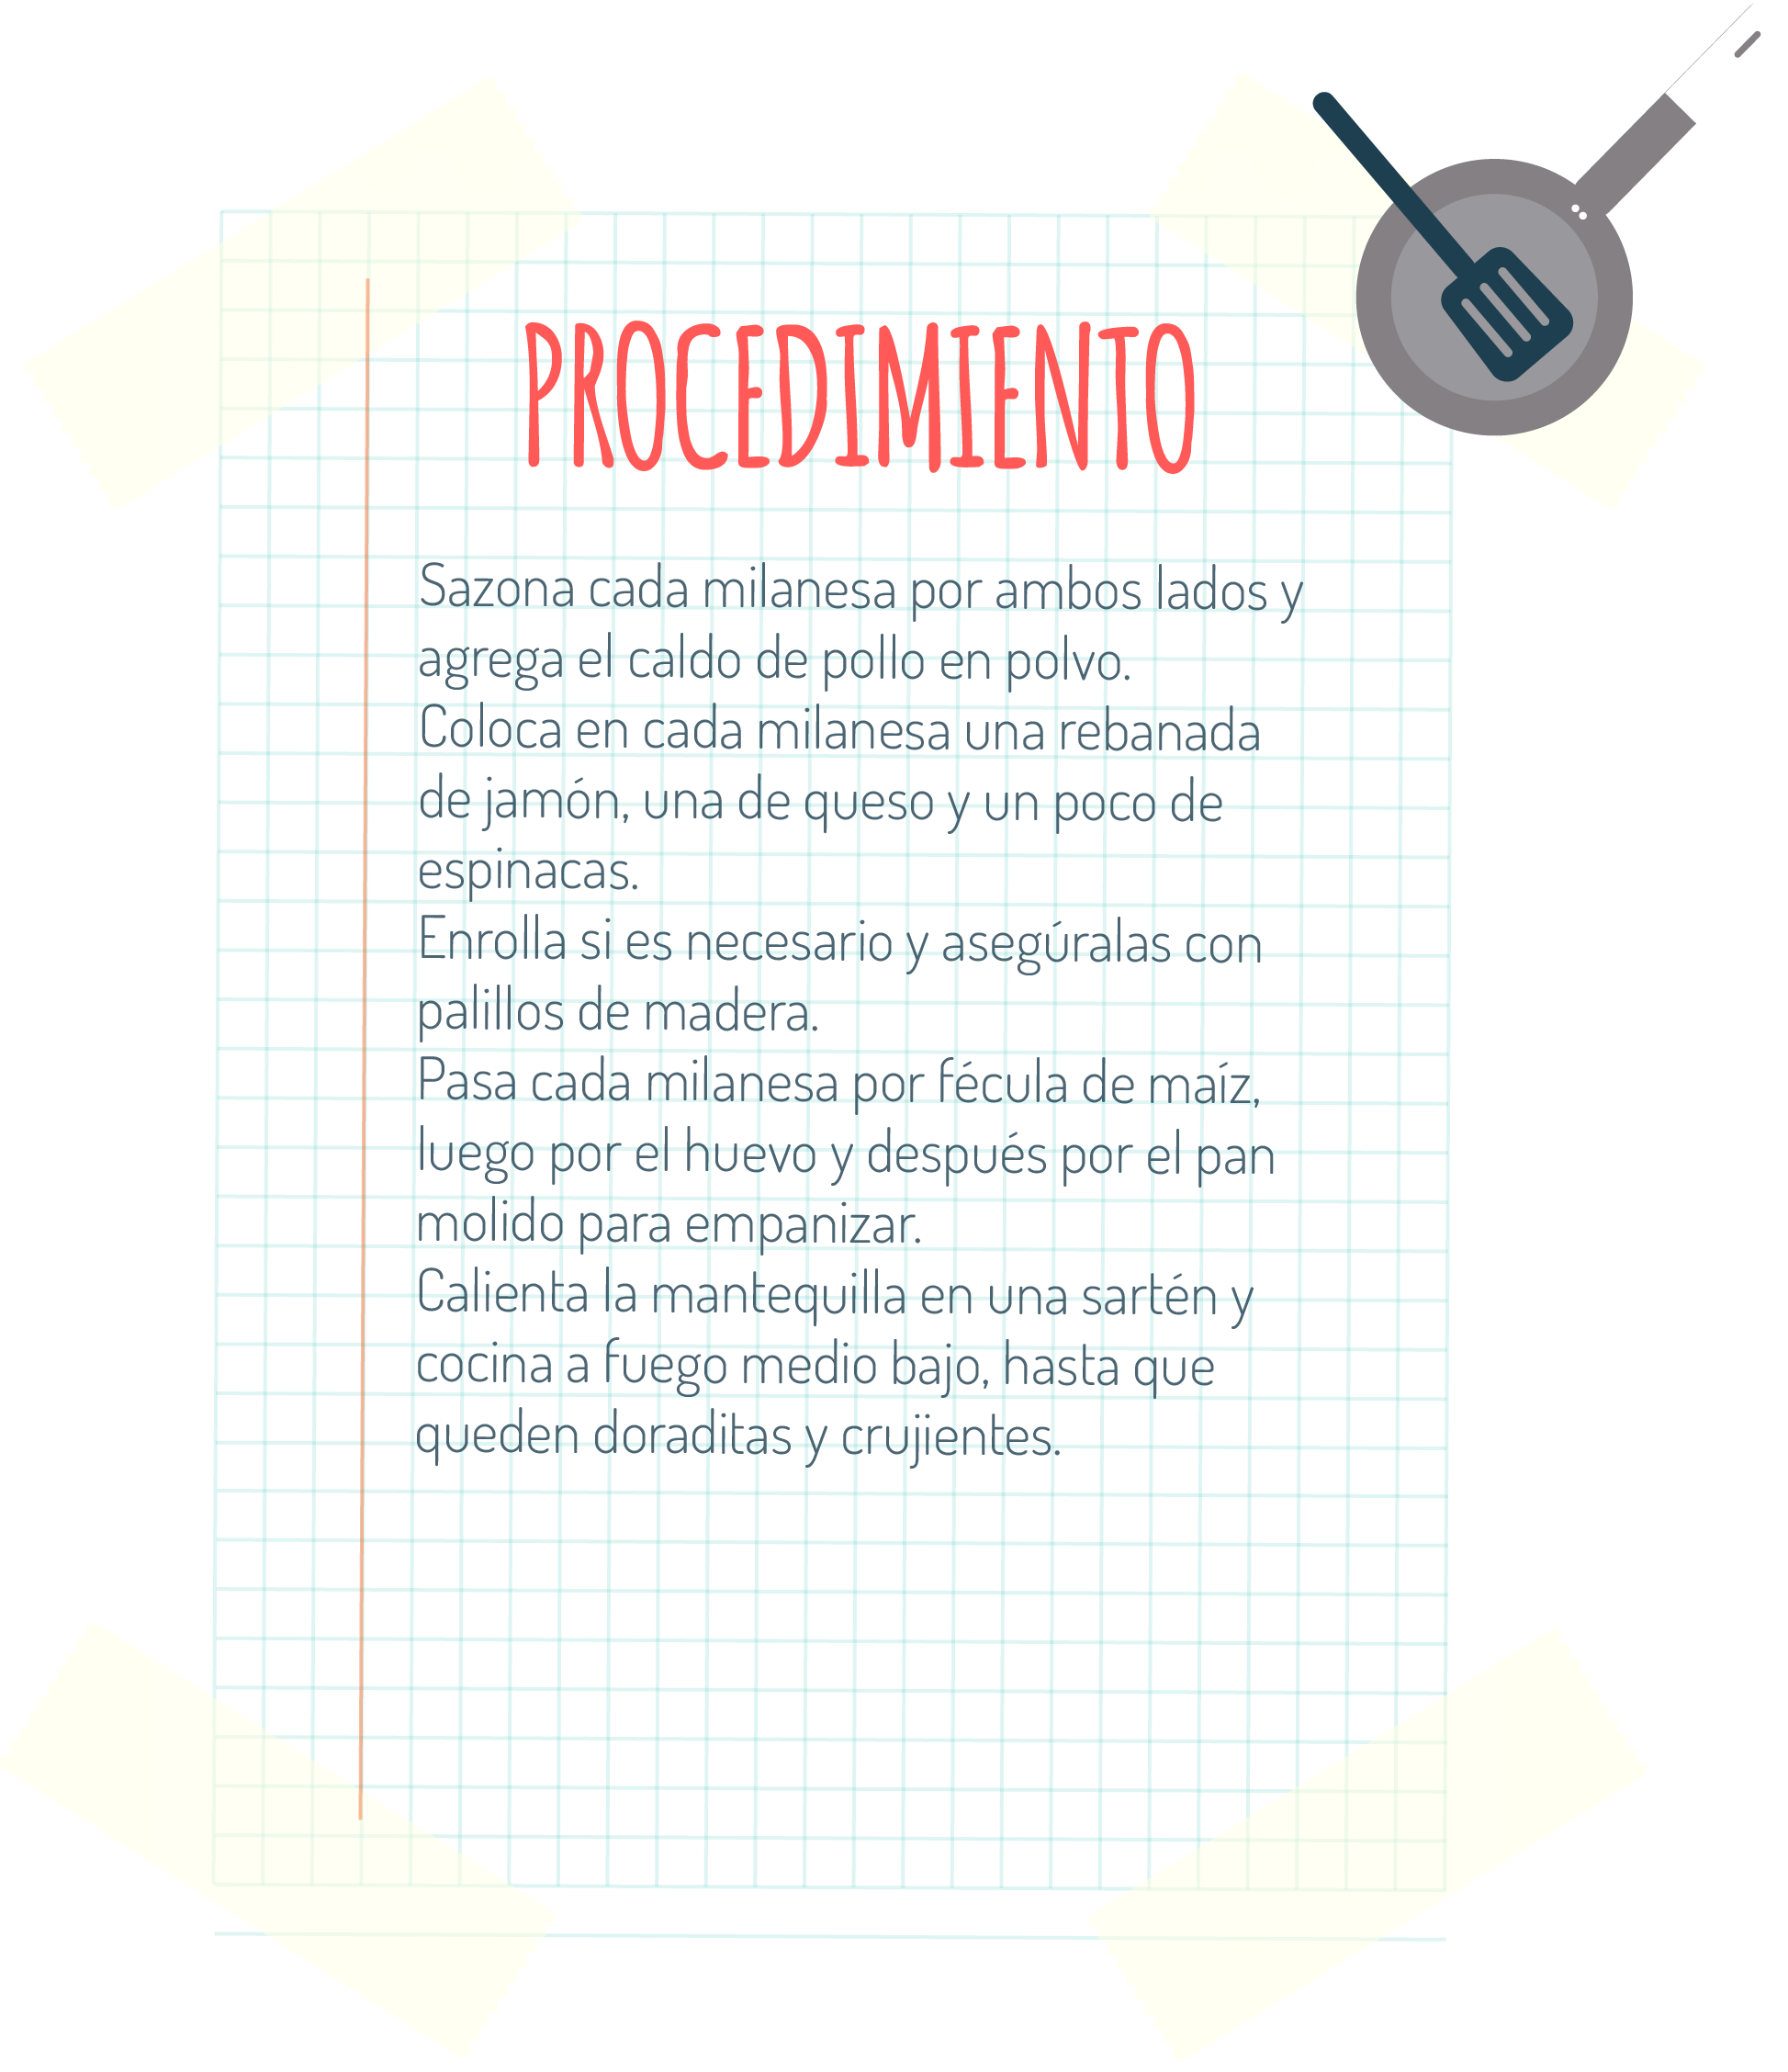 PROCEDIMIENTO
Sazona cada milanesa por ambos lados y
agrega el caldo de pollo en polvo.
Coloca en cada milanesa una rebanada
de jamón, una de queso y un poco de
espinacas.
Enrolla si es necesario y asegúralas con
palillos de madera.
Pasa cada milanesa por fécula de maíz,
luego por el huevo y después por el pan
molido para empanizar.
Calienta la mantequilla en una sartén y
cocina a fuego medio bajo, hasta que
queden doraditas y crujientes.